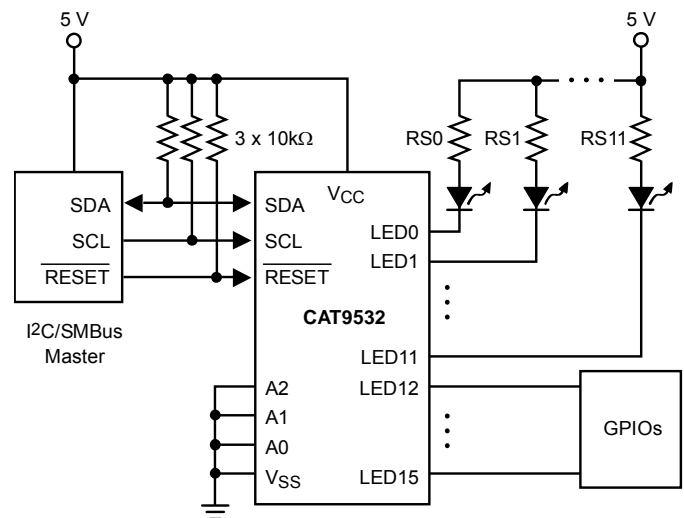 5 V
5 V
3 x 10kΩ
RS0
RS1
RS11
VCC
SDA
SDA
SCL
SCL
RESET
RESET
LED0
LED1
CAT9532
I2C/SMBus
Master
LED11
A2
LED12
A1
A0
GPIOs
VSS
LED15